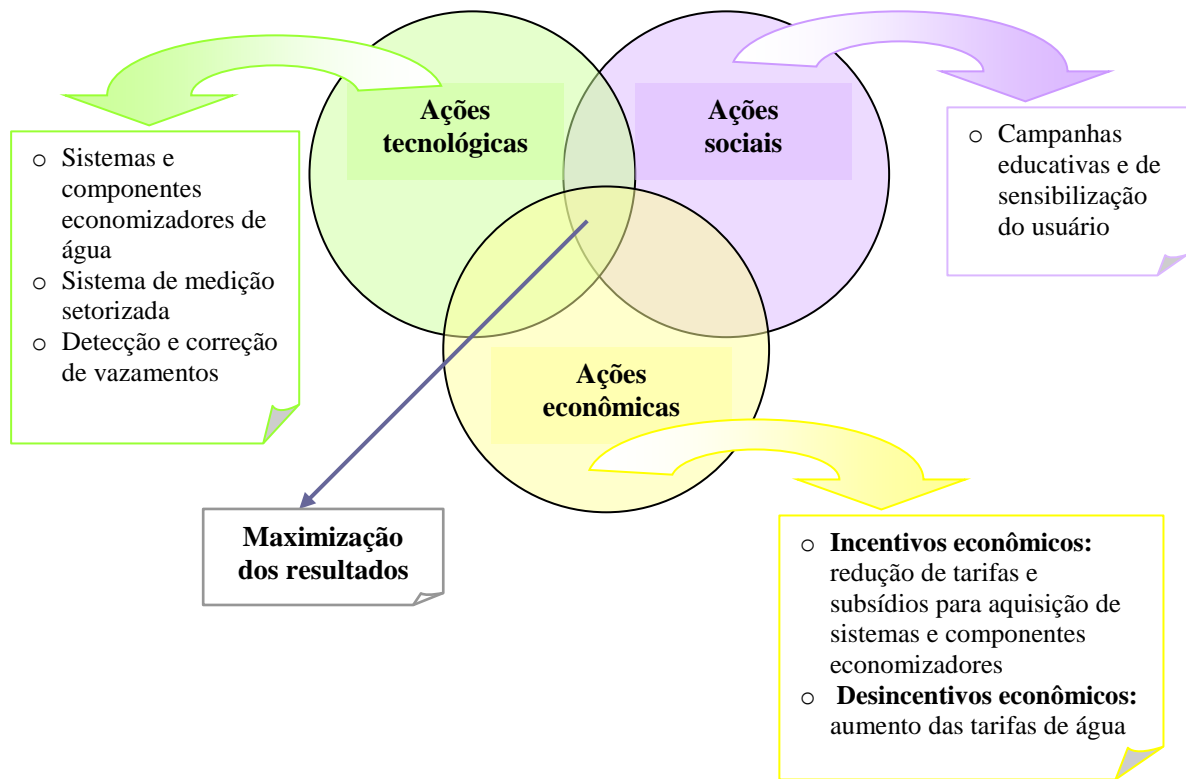 Ações
tecnológicas
Ações
sociais
o Sistemas e
componentes
economizadores de
água
o Sistema de medição
setorizada
o Detecção e correção
de vazamentos
o Campanhas
educativas e de
sensibilização
do usuário
Ações
econômicas
Maximização
dos resultados
o Incentivos econômicos:
redução de tarifas e
subsídios para aquisição de
sistemas e componentes
economizadores
o Desincentivos econômicos:
aumento das tarifas de água